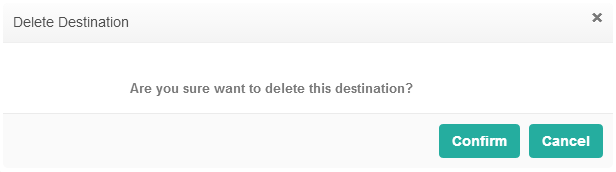 Delete Destination
Are you sure want to delete this destination?
Confirm Cancel